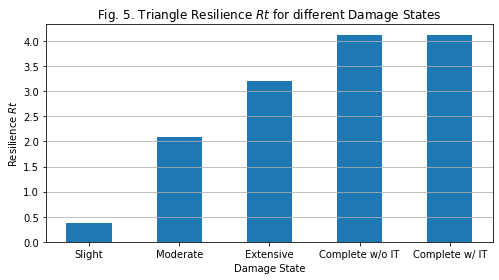 Fig. 5. Triangle Resilience Rt for different Damage States
Resilience Rt
4.0
3.5
3.0
2.5
2.0
1.5
1.0
0.5
0.0
Slight Moderate Extensive Complete w/o IT Complete w/ IT
Damage State